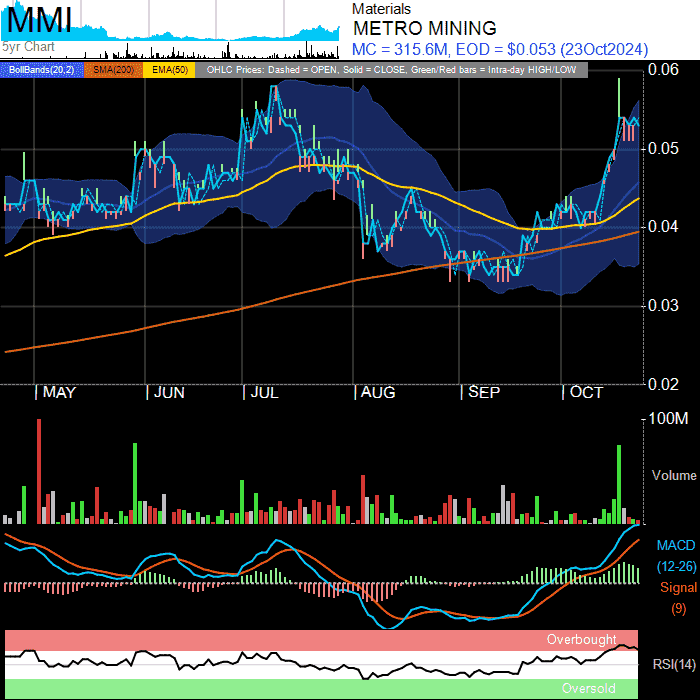 MMI
5yr Chart
Materials
METRO MINING
MC = 315.6M, EOD = $0.053 (23Oct2024)
BollBands(20,2) SMA(200) EMA(50) OHLC Prices: Dashed = OPEN, Solid = CLOSE, Green/Red bars = Intra-day HIGH/LOW
0.06
0.05
0.04
0.03
0.02
MAY JUN JUL AUG SEP OCT
100M
Volume
MACD
(12-26)
Signal
(9)
Overbought
RSI(14)
Oversold